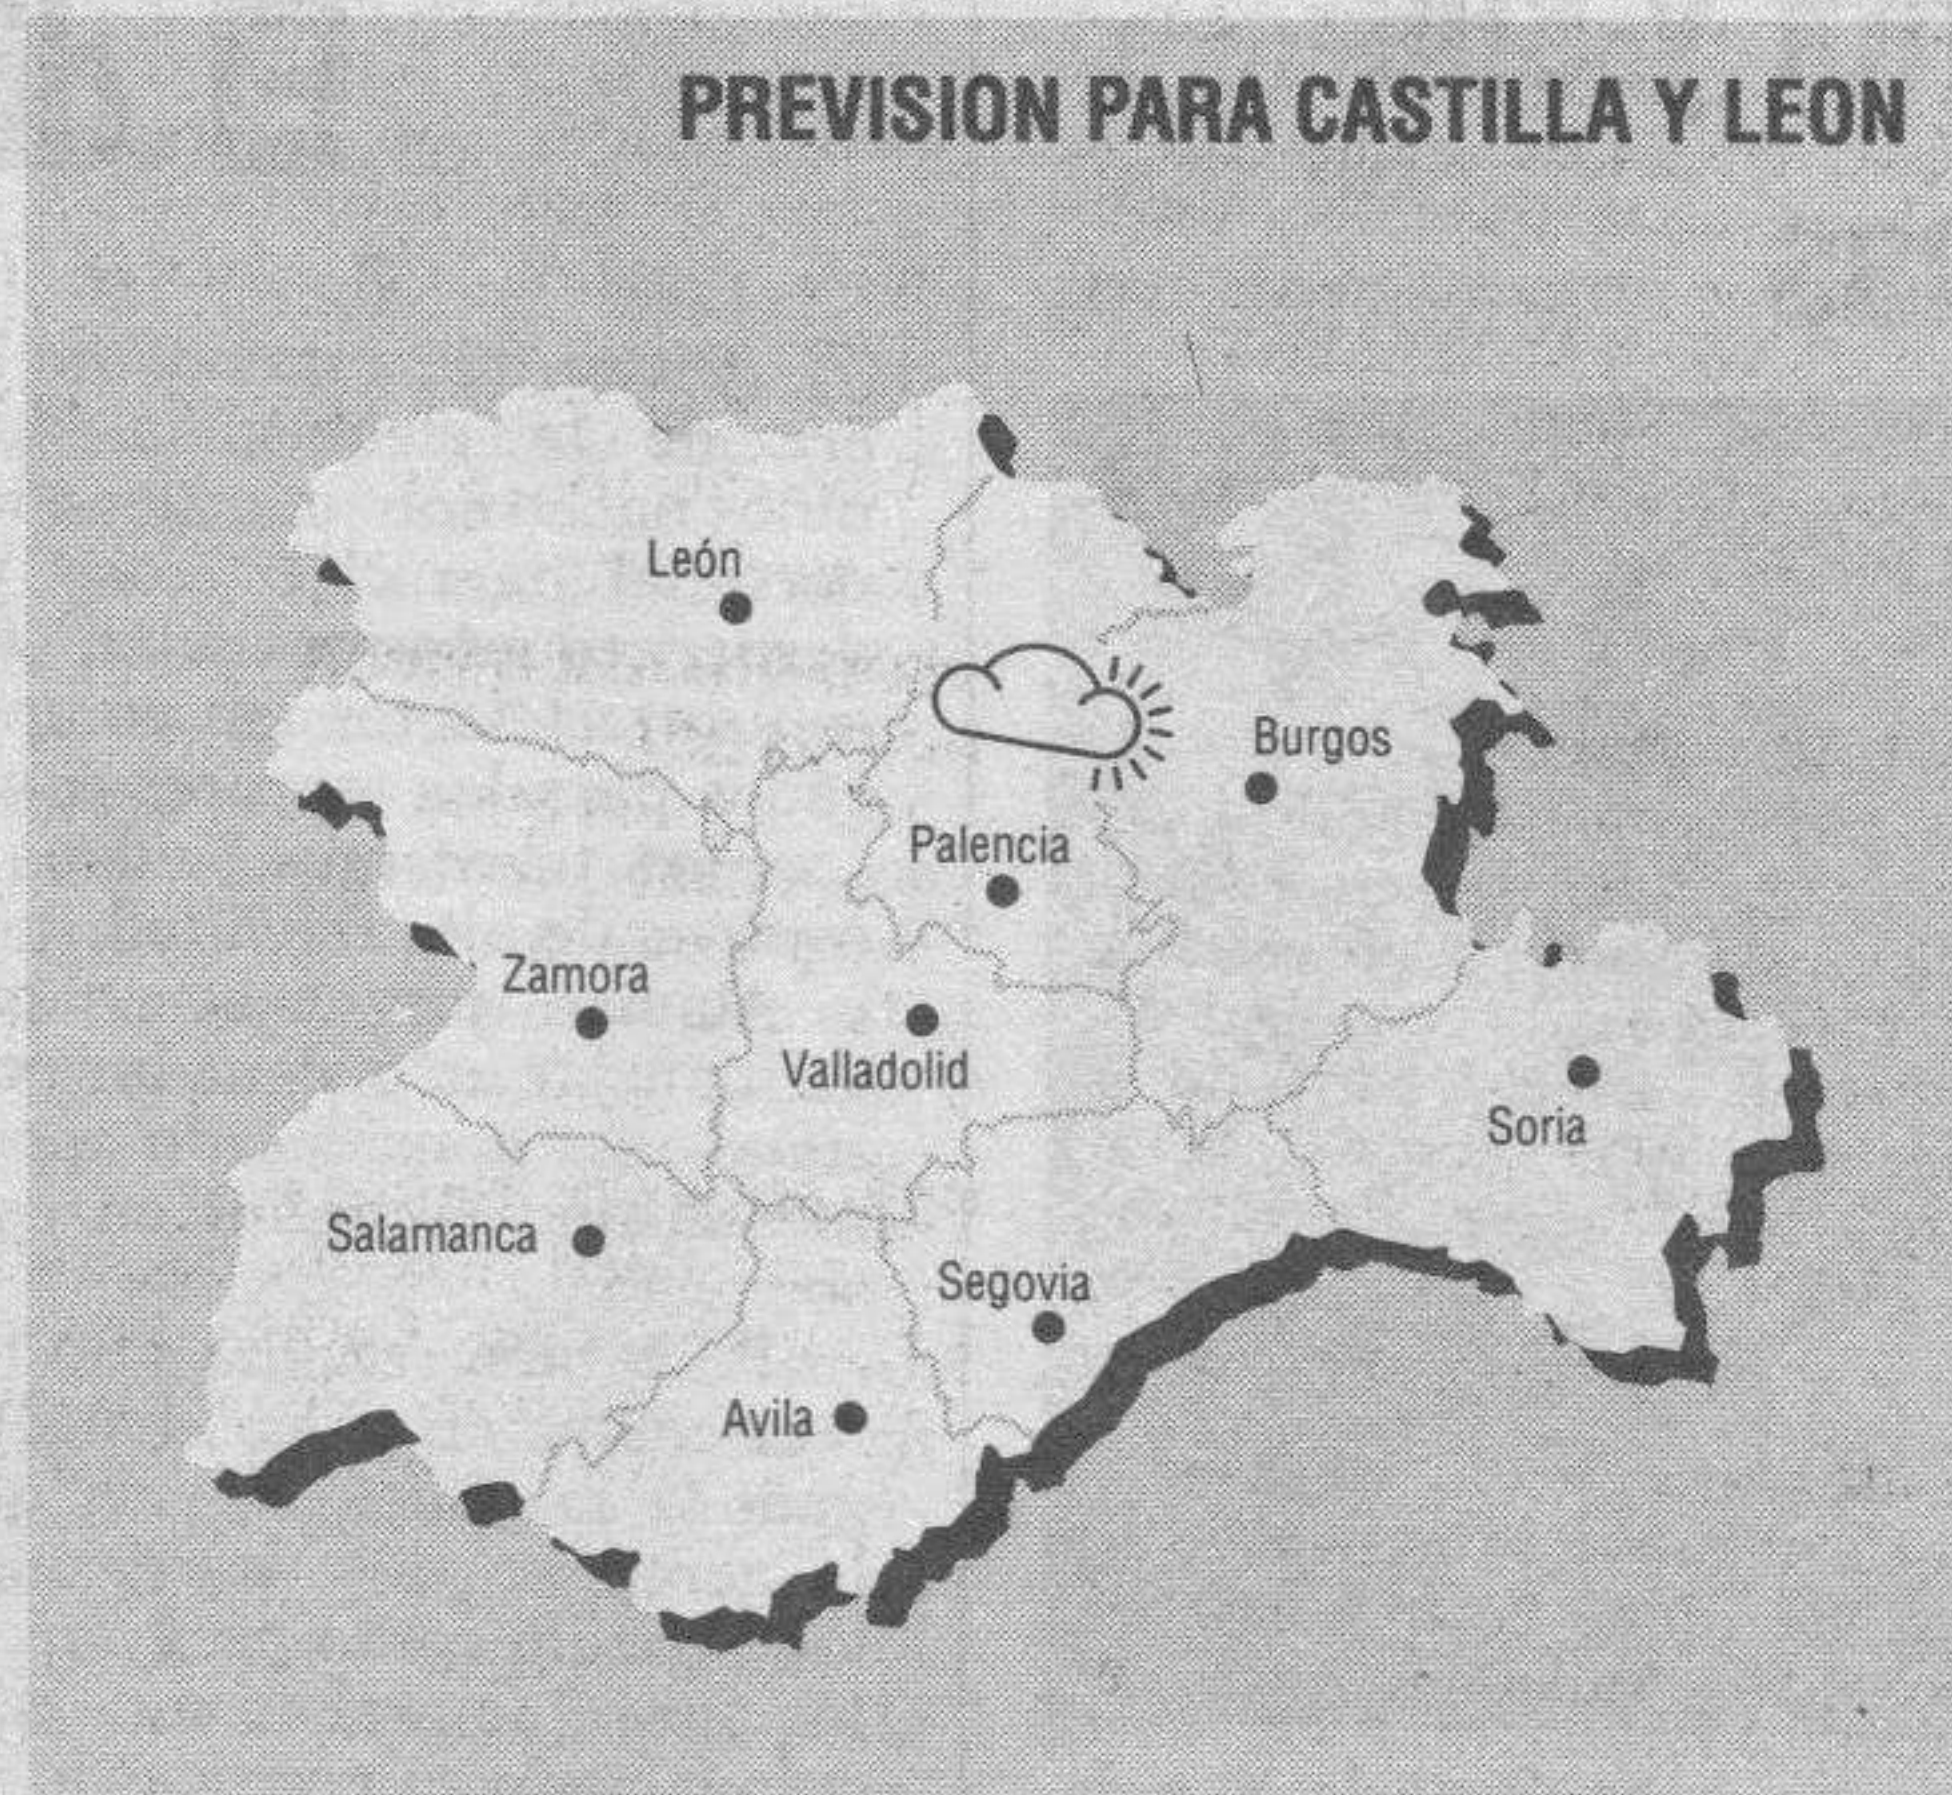 PREVISION PARA CASTILLA Y LEON
León
Burgos
Palencia
Zamora
Valladolid
Soria
Salamanca
Segovia
Avila